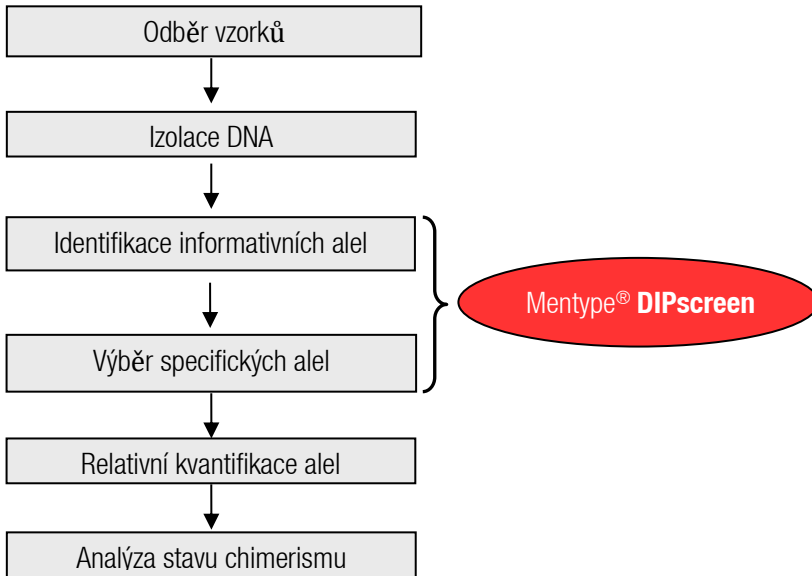 Odběr vzorků
Izolace DNA
Identifikace informativních alel
Mentype® DIPscreen
Výběr specifických alel
Relativní kvantifikace alel
Analýza stavu chimerismu